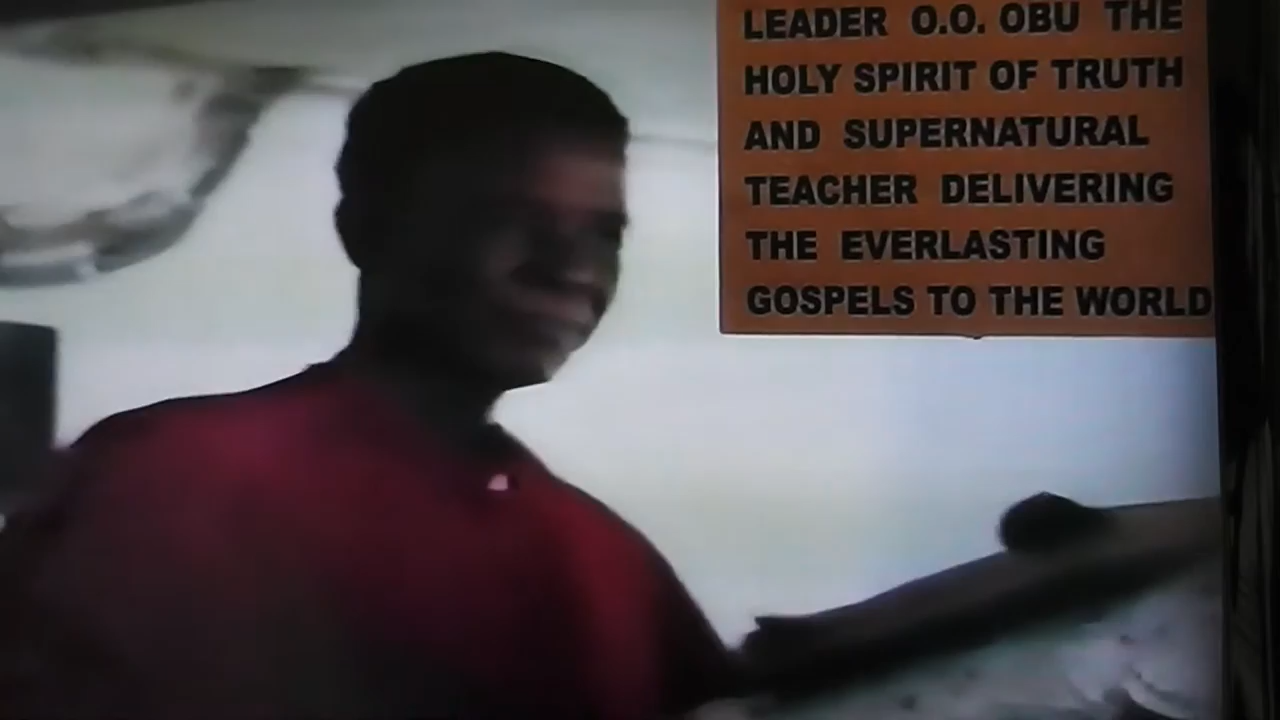 LEADER O.O. OBU THE
HOLY SPIRIT OF TRUTH
AND SUPERNATURAL
TEACHER DELIVERING
THE EVERLASTING
GOSPELS TO THE WORLD